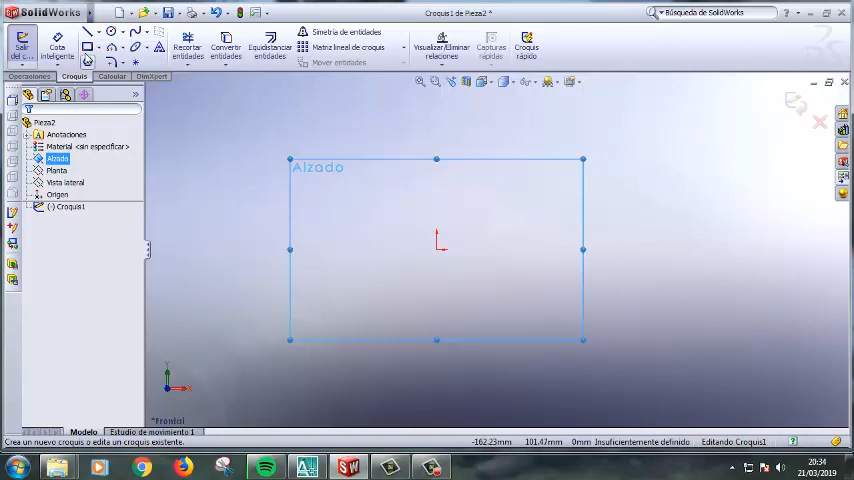 SolidWorks
Croquis1 de Pieza2 *
Búsqueda de SolidWorks
Salir
del c...
Cota
inteligente
Recortar
entidades
Convertir
entidades
Equidistanciar
entidades
Simetría de entidades
Matriz lineal de croquis
Mover entidades
Visualizar/Eliminar
relaciones
Capturas
rápidas
Croquis
rápido
Operaciones
Croquis
Calcular
DimXpert
Pieza2
Anotaciones
Material <sin especificar>
Alzado
Planta
Vista lateral
Origen
(-) Croquis1
Alzado
Y
X
*Frontal
Modelo
Estudio de movimiento 1
Crea un nuevo croquis o edita un croquis existente.
-162.23mm
101.47mm
0mm
Insuficientemente definido
Editando Croquis1
20:34
21/03/2019